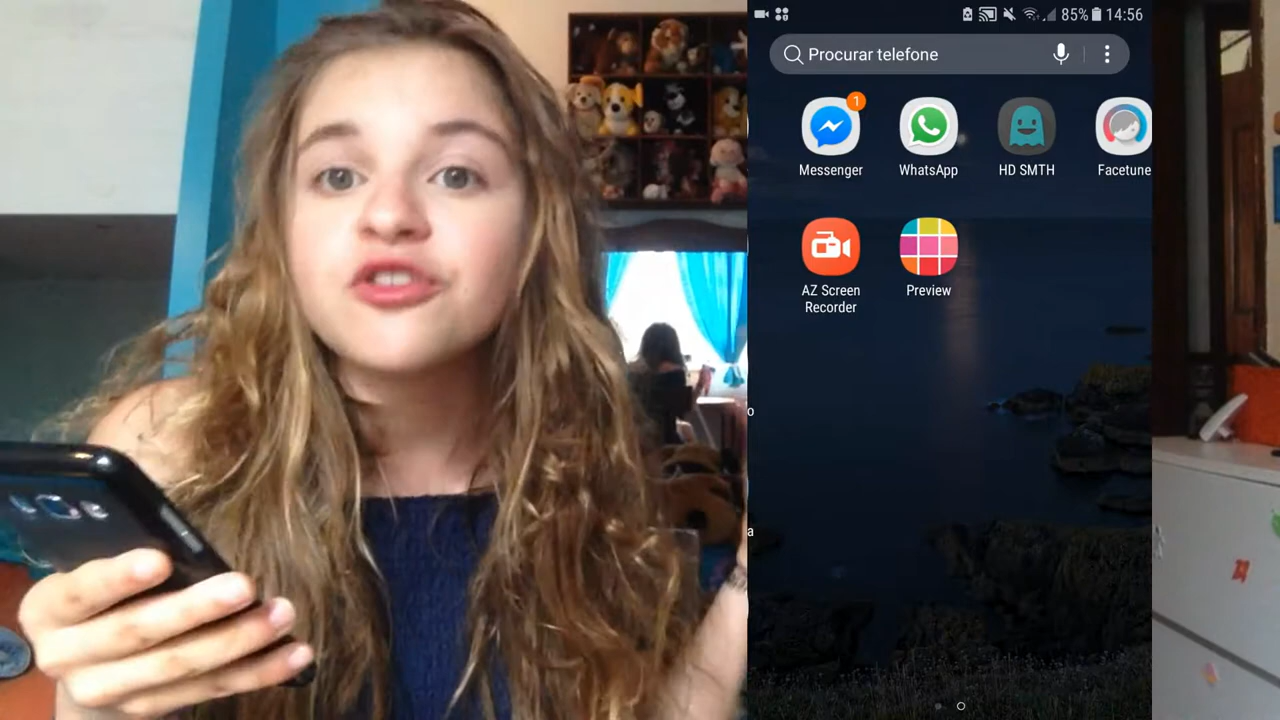 85% 14:56
Procurar telefone
1
Messenger WhatsApp HD SMTH Facetune
AZ Screen Recorder Preview
o
a